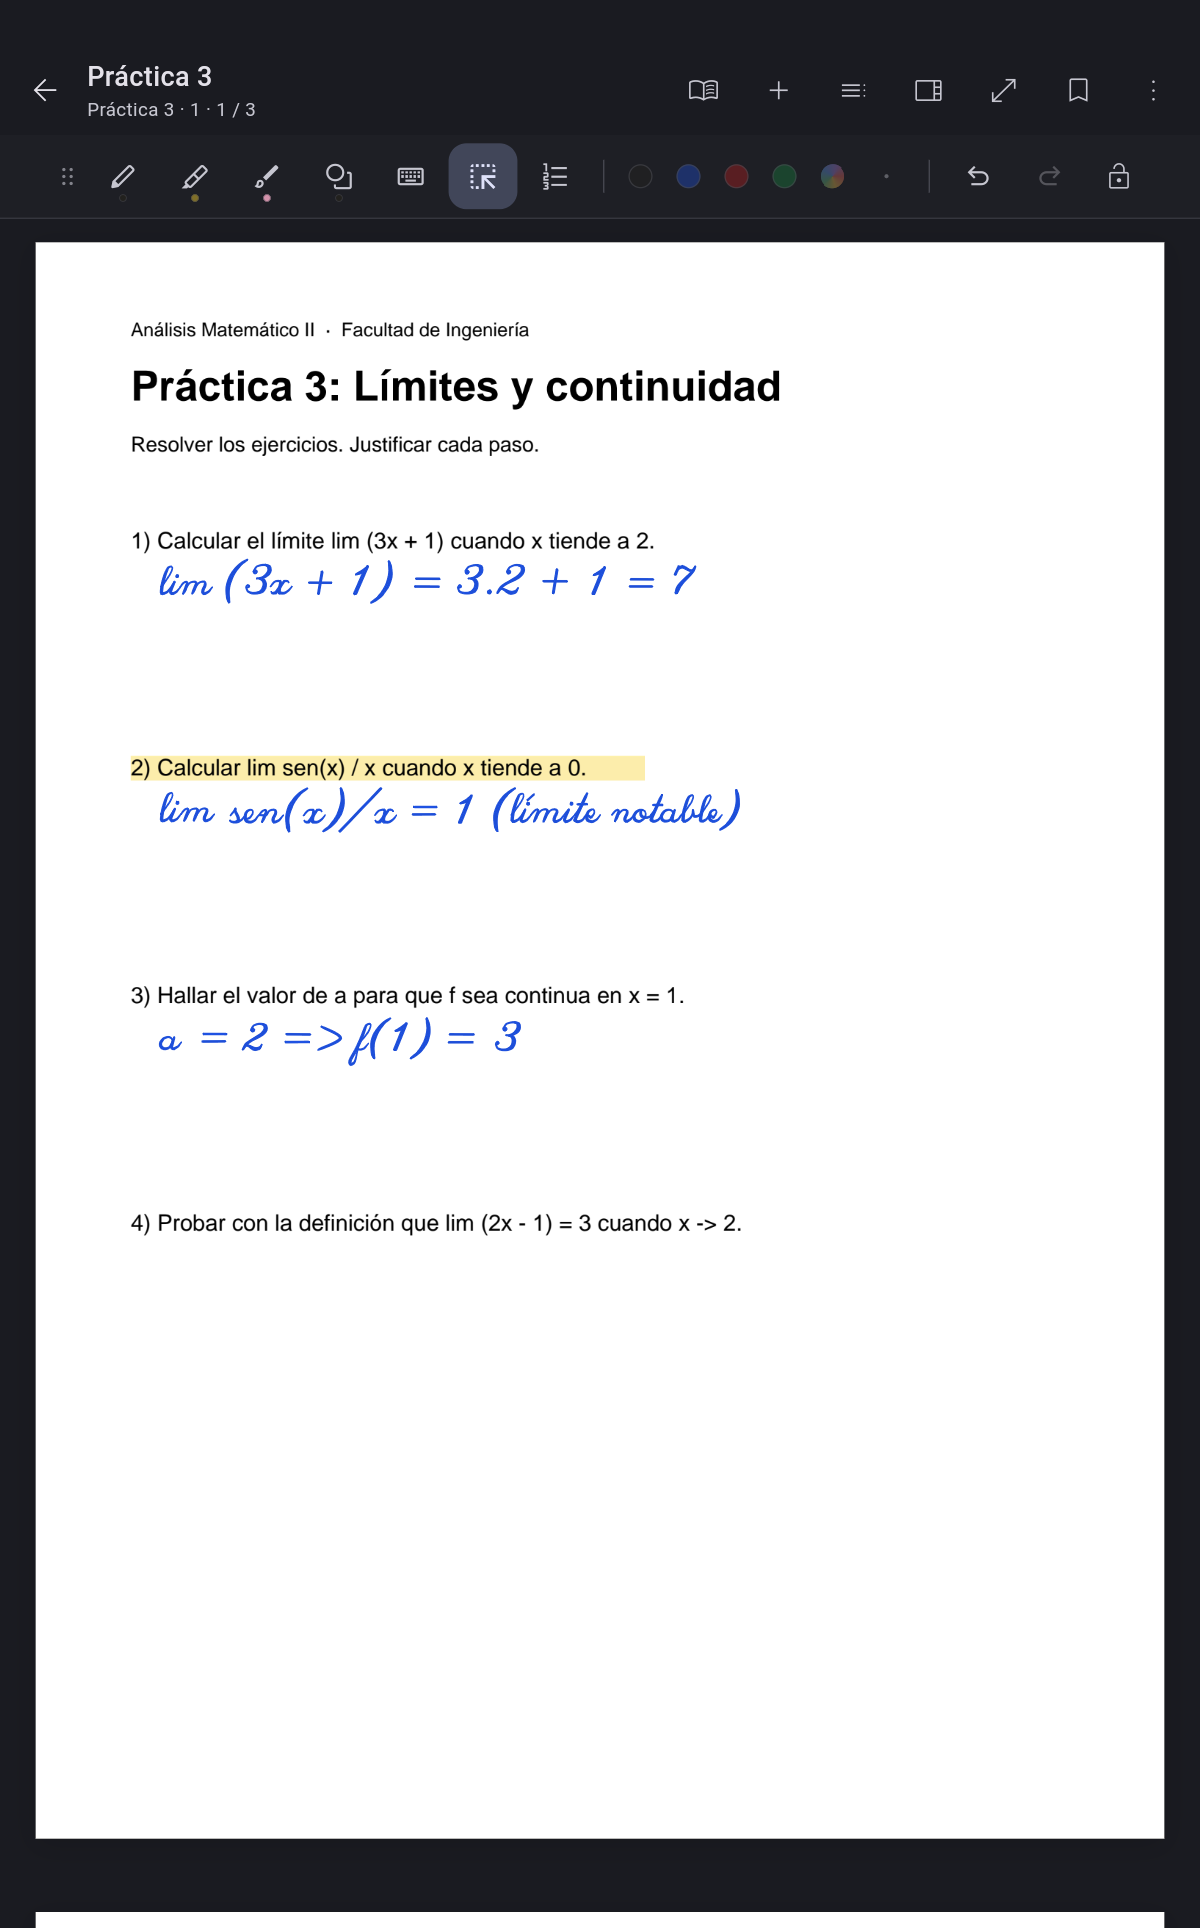 Práctica 3
Práctica 3 · 1 · 1 / 3
Análisis Matemático II · Facultad de Ingeniería
Práctica 3: Límites y continuidad
Resolver los ejercicios. Justificar cada paso.
1) Calcular el límite lim (3x + 1) cuando x tiende a 2.
lim (3x + 1) = 3.2 + 1 = 7
2) Calcular lim sen(x) / x cuando x tiende a 0.
lim sen(x)/x = 1 (límite notable)
3) Hallar el valor de a para que f sea continua en x = 1.
a = 2 => f(1) = 3
4) Probar con la definición que lim (2x - 1) = 3 cuando x -> 2.